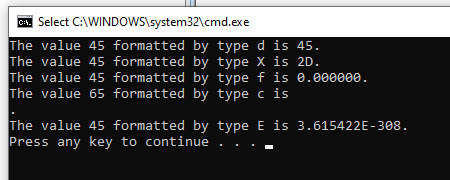 Select C:\WINDOWS\system32\cmd.exe
The value 45 formatted by type d is 45.
The value 45 formatted by type X is 2D.
The value 45 formatted by type f is 0.000000.
The value 65 formatted by type c is
.
The value 45 formatted by type E is 3.615422E-308.
Press any key to continue . . .